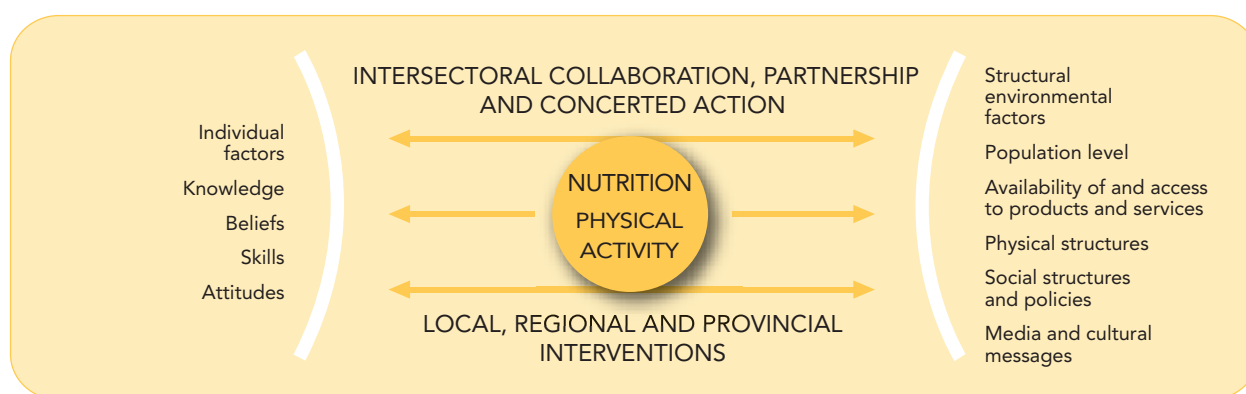 Individual
factors
Knowledge
Beliefs
Skills
Attitudes
INTERSECTORAL COLLABORATION, PARTNERSHIP
AND CONCERTED ACTION
NUTRITION
PHYSICAL
ACTIVITY
LOCAL, REGIONAL AND PROVINCIAL
INTERVENTIONS
Structural
environmental
factors
Population level
Availability of and access
to products and services
Physical structures
Social structures
and policies
Media and cultural
messages